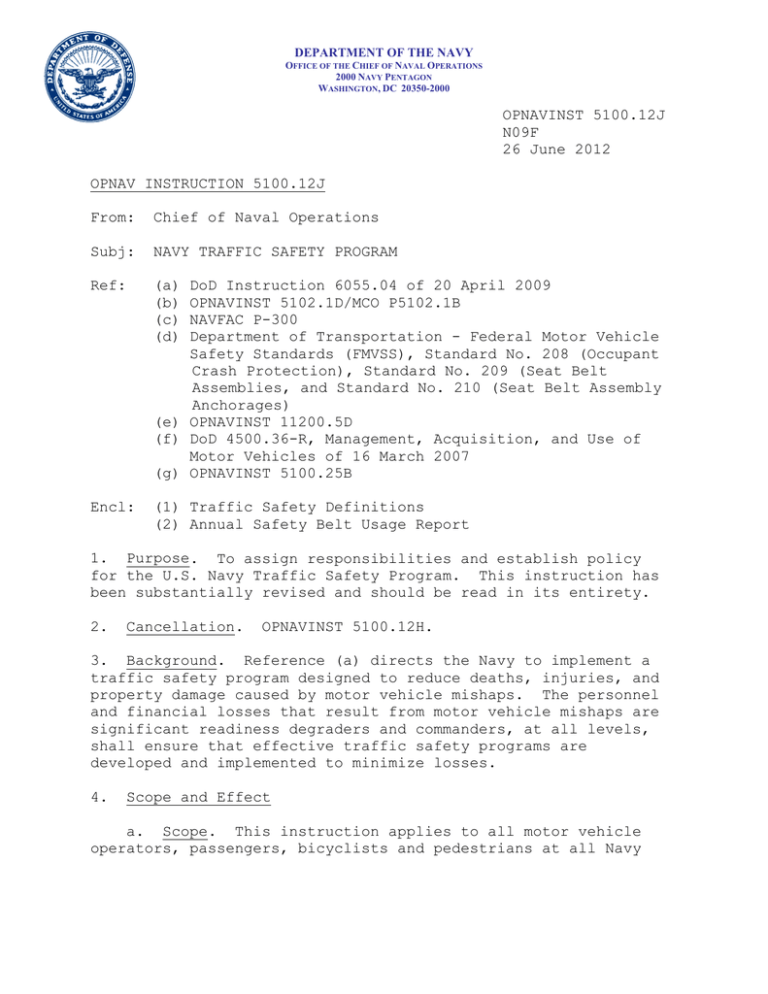 DEPARTMENT OF DEFENSE
UNITED STATES OF AMERICA
DEPARTMENT OF THE NAVY
OFFICE OF THE CHIEF OF NAVAL OPERATIONS
2000 NAVY PENTAGON
WASHINGTON, DC 20350-2000
OPNAVINST 5100.12J
N09F
26 June 2012
OPNAV INSTRUCTION 5100.12J
From: Chief of Naval Operations
Subj: NAVY TRAFFIC SAFETY PROGRAM
Ref: (a) DoD Instruction 6055.04 of 20 April 2009
(b) OPNAVINST 5102.1D/MCO P5102.1B
(c) NAVFAC P-300
(d) Department of Transportation - Federal Motor Vehicle
Safety Standards (FMVSS), Standard No. 208 (Occupant
Crash Protection), Standard No. 209 (Seat Belt
Assemblies, and Standard No. 210 (Seat Belt Assembly
Anchorages)
(e) OPNAVINST 11200.5D
(f) DoD 4500.36-R, Management, Acquisition, and Use of
Motor Vehicles of 16 March 2007
(g) OPNAVINST 5100.25B
Encl: (1) Traffic Safety Definitions
(2) Annual Safety Belt Usage Report
1. Purpose. To assign responsibilities and establish policy
for the U.S. Navy Traffic Safety Program. This instruction has
been substantially revised and should be read in its entirety.
2. Cancellation. OPNAVINST 5100.12H.
3. Background. Reference (a) directs the Navy to implement a
traffic safety program designed to reduce deaths, injuries, and
property damage caused by motor vehicle mishaps. The personnel
and financial losses that result from motor vehicle mishaps are
significant readiness degraders and commanders, at all levels,
shall ensure that effective traffic safety programs are
developed and implemented to minimize losses.
4. Scope and Effect
a. Scope. This instruction applies to all motor vehicle
operators, passengers, bicyclists and pedestrians at all Navy